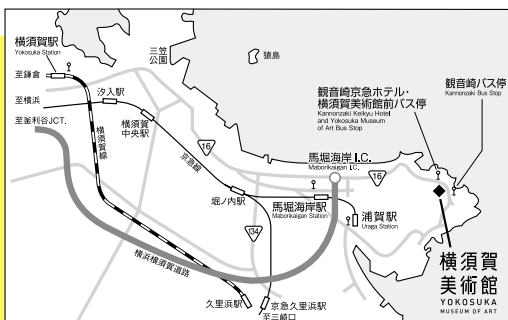 横須賀駅
Yokosuka Station
三笠
公園
猿島
至鎌倉
汐入駅
至横浜
横須賀
中央駅
至釜利谷JCT.
横須賀線
京急線
16
観音崎京急ホテル・
横須賀美術館前バス停
Kannonzaki Keikyu Hotel
and Yokosuka Museum
of Art Bus Stop
観音崎バス停
Kannonzaki Bus Stop
馬堀海岸 I.C.
Maborikaigan I.C.
16
堀ノ内駅
馬堀海岸駅
Maborikaigan Station
134
浦賀駅
Uraga Station
横浜横須賀道路
久里浜駅
京急久里浜駅
至三崎口
横須賀
美術館
YOKOSUKA
MUSEUM OF ART